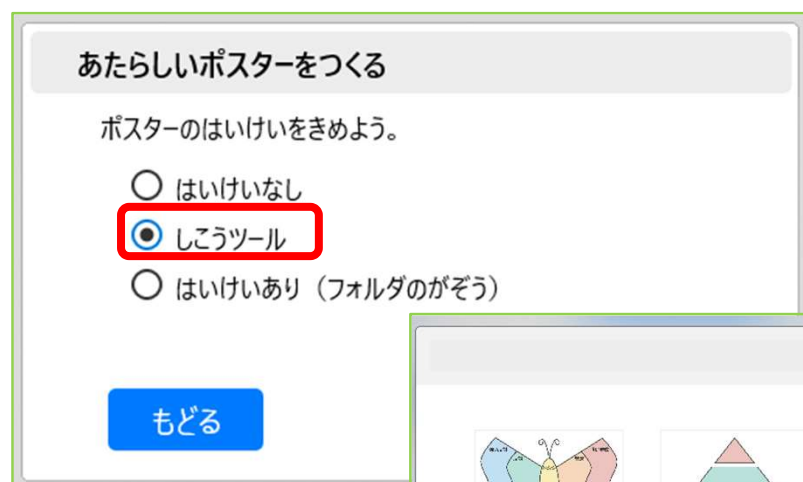 あたらしいポスターをつくる
ポスターのはいけいをきめよう。
はいけいなし
しこうツール
はいけいあり（フォルダのがぞう）
もどる